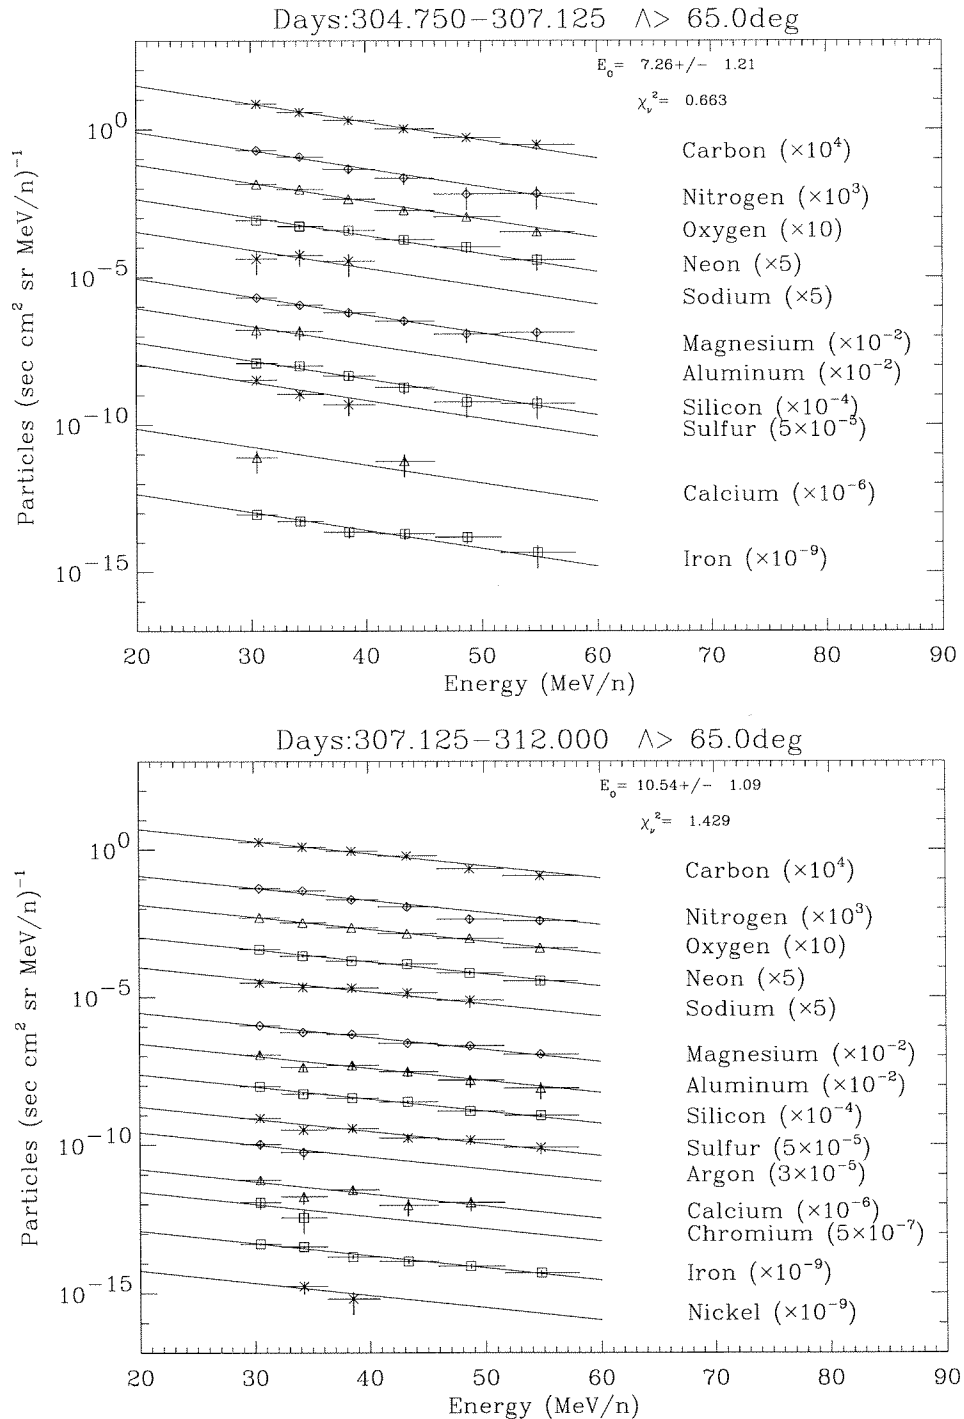 Days:304.750−307.125 Λ> 65.0deg
E₀= 7.26+/− 1.21
χᵥ²= 0.663
10⁰
10⁻⁵
10⁻¹⁰
10⁻¹⁵
Particles (sec cm² sr MeV/n)⁻¹
Carbon (×10⁴)
Nitrogen (×10³)
Oxygen (×10)
Neon (×5)
Sodium (×5)
Magnesium (×10⁻²)
Aluminum (×10⁻²)
Silicon (×10⁻⁴)
Sulfur (5×10⁻⁵)
Calcium (×10⁻⁶)
Iron (×10⁻⁹)
20 30 40 50 60 70 80 90
Energy (MeV/n)
Days:307.125−312.000 Λ> 65.0deg
E₀= 10.54+/− 1.09
χᵥ²= 1.429
10⁰
10⁻⁵
10⁻¹⁰
10⁻¹⁵
Particles (sec cm² sr MeV/n)⁻¹
Carbon (×10⁴)
Nitrogen (×10³)
Oxygen (×10)
Neon (×5)
Sodium (×5)
Magnesium (×10⁻²)
Aluminum (×10⁻²)
Silicon (×10⁻⁴)
Sulfur (5×10⁻⁵)
Argon (3×10⁻⁵)
Calcium (×10⁻⁶)
Chromium (5×10⁻⁷)
Iron (×10⁻⁹)
Nickel (×10⁻⁹)
20 30 40 50 60 70 80 90
Energy (MeV/n)